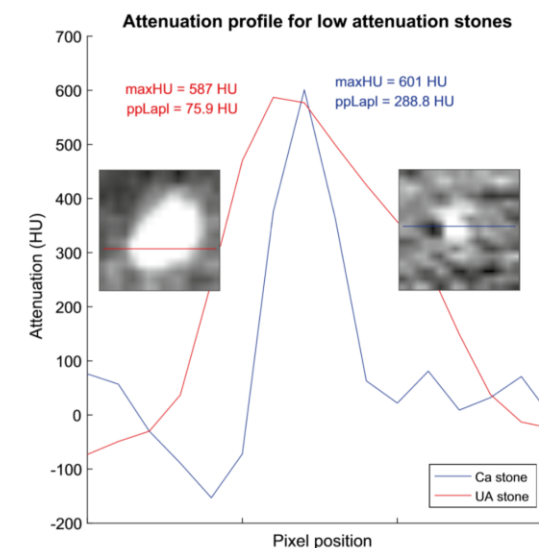 Attenuation profile for low attenuation stones
700
600
500
400
300
200
100
0
-100
-200
Attenuation (HU)
maxHU = 587 HU
ppLapl = 75.9 HU
maxHU = 601 HU
ppLapl = 288.8 HU
Ca stone
UA stone
Pixel position